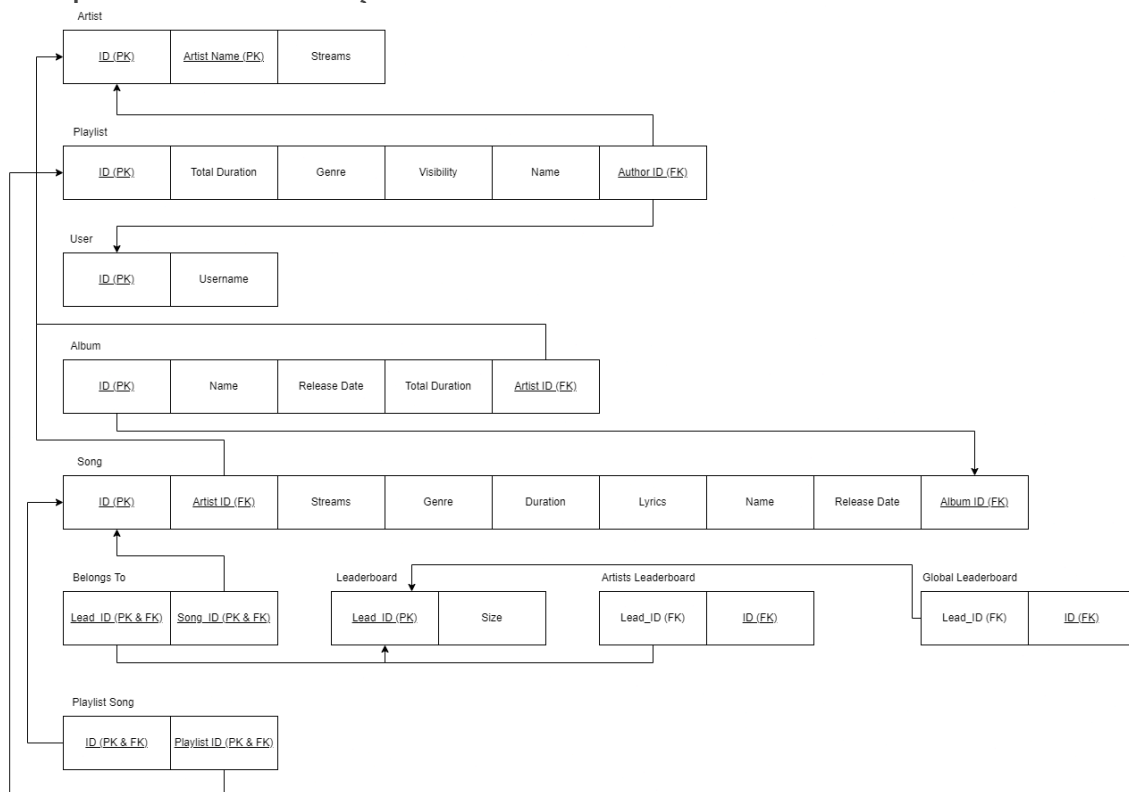 Artist
ID (PK) Artist Name (PK) Streams
Playlist
ID (PK) Total Duration Genre Visibility Name Author ID (FK)
User
ID (PK) Username
Album
ID (PK) Name Release Date Total Duration Artist ID (FK)
Song
ID (PK) Artist ID (FK) Streams Genre Duration Lyrics Name Release Date Album ID (FK)
Belongs To Leaderboard Artists Leaderboard Global Leaderboard
Lead_ID (PK & FK) Song_ID (PK & FK) Lead_ID (PK) Size Lead_ID (FK) ID (FK) Lead_ID (FK) ID (FK)
Playlist Song
ID (PK & FK) Playlist ID (PK & FK)